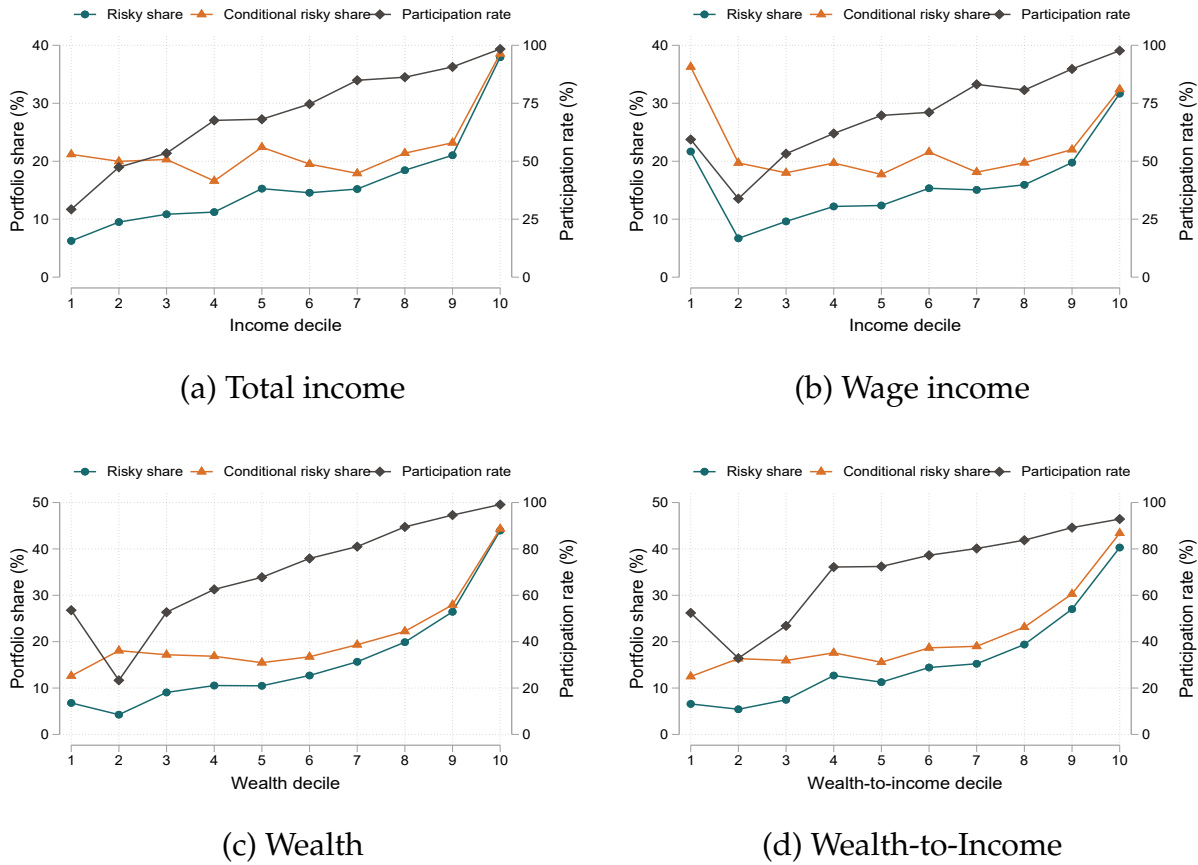 Risky share Conditional risky share Participation rate
40
30
20
10
0
Portfolio share (%)
100
75
50
25
0
Participation rate (%)
1 2 3 4 5 6 7 8 9 10
Income decile
(a) Total income
Risky share Conditional risky share Participation rate
40
30
20
10
0
Portfolio share (%)
100
75
50
25
0
Participation rate (%)
1 2 3 4 5 6 7 8 9 10
Income decile
(b) Wage income
Risky share Conditional risky share Participation rate
50
40
30
20
10
0
Portfolio share (%)
100
80
60
40
20
0
Participation rate (%)
1 2 3 4 5 6 7 8 9 10
Wealth decile
(c) Wealth
Risky share Conditional risky share Participation rate
50
40
30
20
10
0
Portfolio share (%)
100
80
60
40
20
0
Participation rate (%)
1 2 3 4 5 6 7 8 9 10
Wealth-to-income decile
(d) Wealth-to-Income